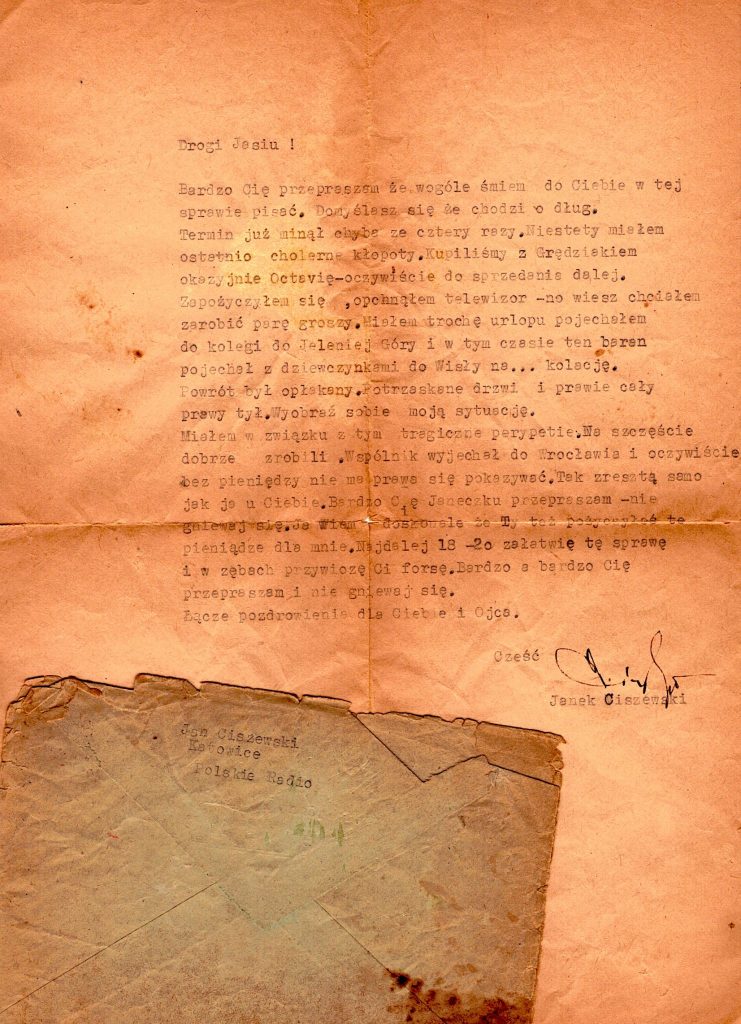 Drogi Jasiu !
Bardzo Cię przepraszam że wogóle śmiem do Ciebie w tej
sprawie pisać. Domyślasz się że chodzi o dług.
Termin już minął chyba ze cztery razy.Niestety miałem
ostatnio cholerne kłopoty.Kupiliśmy z Grędziakiem
okazyjnie Octavię-oczywiście do sprzedania dalej.
Zapożyczyłem się ,opchnąłem telewizor -no wiesz chciałem
zarobić parę groszy.Miałem trochę urlopu pojechałem
do kolegi do Jeleniej Góry i w tym czasie ten baran
pojechał z dziewczynkami do Wisły na... kolację.
Powrót był opłakany.Potrzaskane drzwi i prawie cały
prawy tył.Wyobraź sobie moją sytuację.
Miałem w związku z tym tragiczne perypetie.Na szczęście
dobrze zrobili .Wspólnik wyjechał do Wrocławia i oczywiście
bez pieniędzy nie ma prawa się pokazywać.Tak zresztą samo
jak ja u Ciebie.Bardzo Cię Janeczku przepraszam -nie
gniewaj się.Ja wiem doskonale że Ty też pożyczyłeś te
pieniądze dla mnie.Najdalej 18 -2o załatwię tę sprawę
i w zębach przywiozę Ci forsę.Bardzo a bardzo Cię
przepraszam i nie gniewaj się.
Łącze pozdrowienia dla Ciebie i Ojca.
Cześć
Janek Ciszewski
Jan Ciszewski
Katowice
Polskie Radio